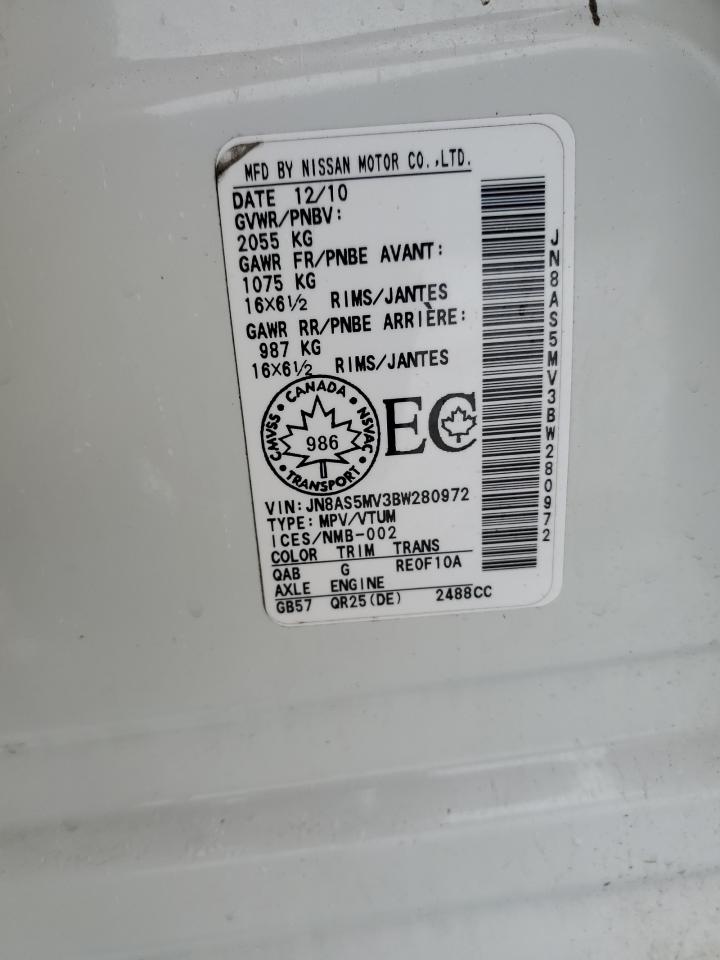 MFD BY NISSAN MOTOR CO.,LTD.
DATE 12/10
GVWR/PNBV:
2055 KG
GAWR FR/PNBE AVANT:
1075 KG
16X6½ RIMS/JANTES
GAWR RR/PNBE ARRIÈRE:
987 KG
16X6½ RIMS/JANTES
CANADA
CMVSS
NSVAC
986
TRANSPORT
EC
VIN: JN8AS5MV3BW280972
TYPE: MPV/VTUM
ICES/NMB-002
COLOR TRIM TRANS
QAB G RE0F10A
AXLE ENGINE
GB57 QR25(DE) 2488CC
JN8AS5MV3BW280972